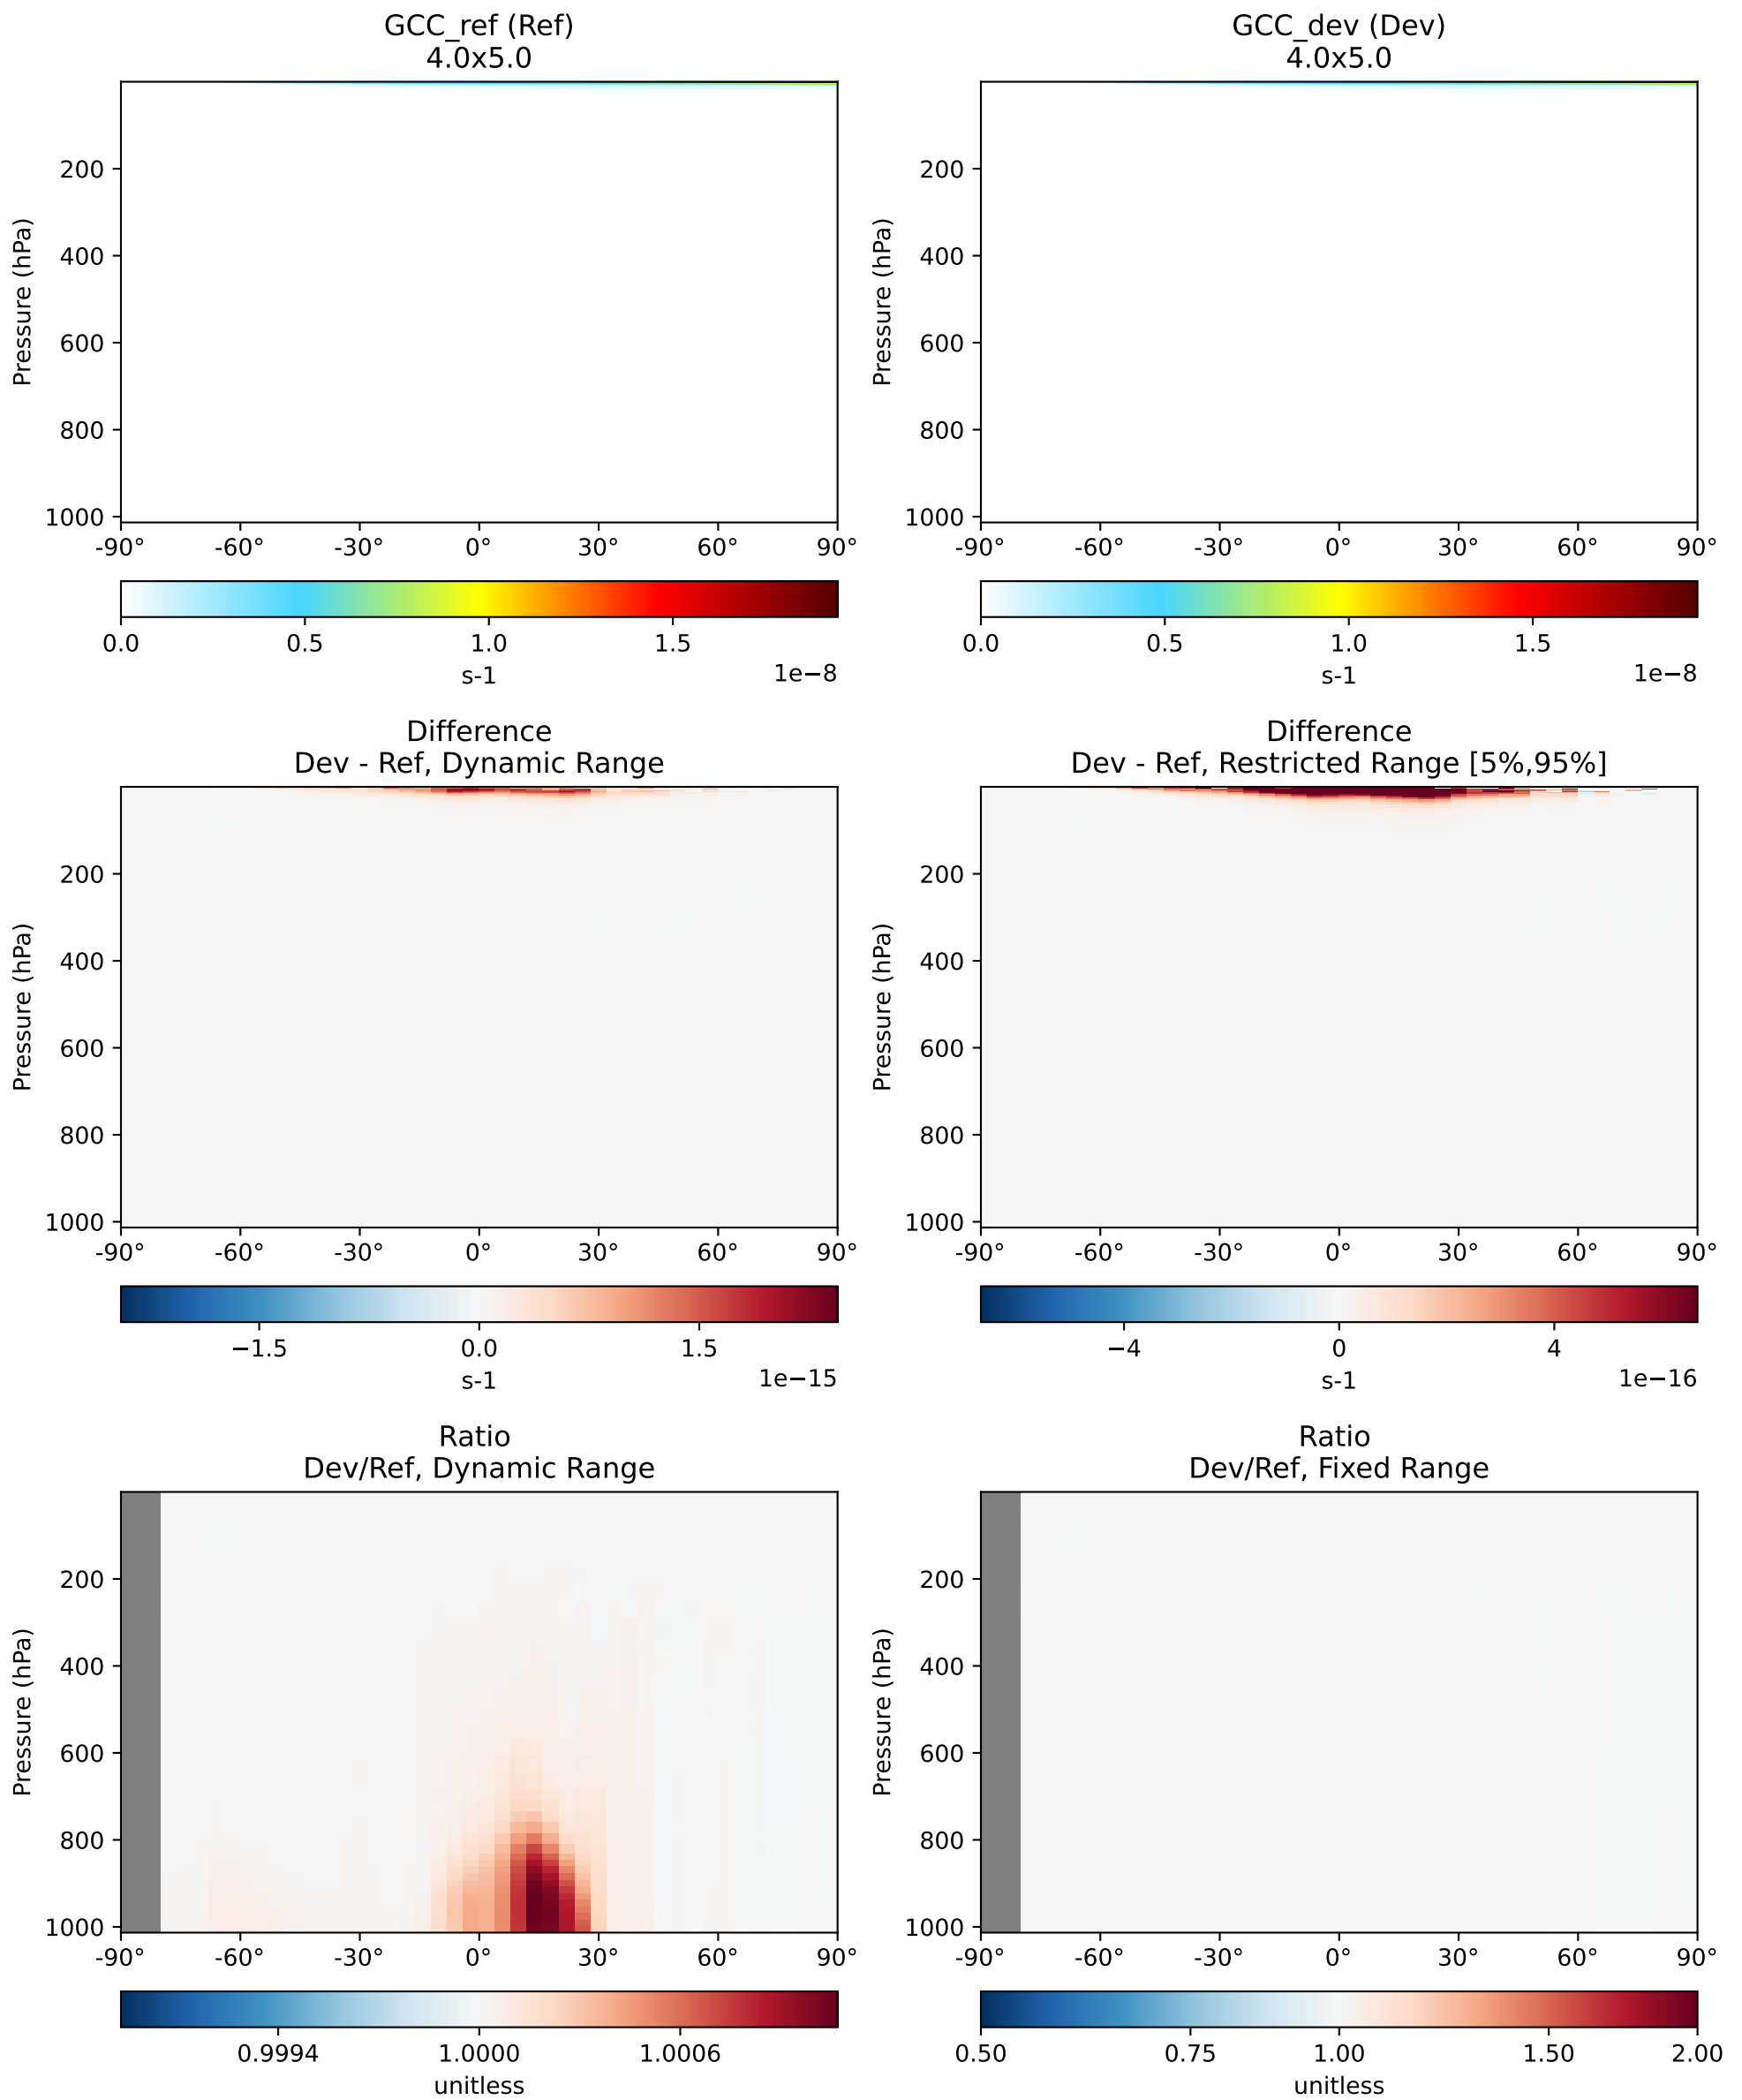 GCC_ref (Ref)
4.0x5.0
GCC_dev (Dev)
4.0x5.0
Pressure (hPa)
200
400
600
800
1000
-90° -60° -30° 0° 30° 60° 90°
0.0 0.5 1.0 1.5
s-1
1e−8
Pressure (hPa)
200
400
600
800
1000
-90° -60° -30° 0° 30° 60° 90°
0.0 0.5 1.0 1.5
s-1
1e−8
Difference
Dev - Ref, Dynamic Range
Difference
Dev - Ref, Restricted Range [5%,95%]
Pressure (hPa)
200
400
600
800
1000
-90° -60° -30° 0° 30° 60° 90°
−1.5 0.0 1.5
s-1
1e−15
Pressure (hPa)
200
400
600
800
1000
-90° -60° -30° 0° 30° 60° 90°
−4 0 4
s-1
1e−16
Ratio
Dev/Ref, Dynamic Range
Ratio
Dev/Ref, Fixed Range
Pressure (hPa)
200
400
600
800
1000
-90° -60° -30° 0° 30° 60° 90°
0.9994 1.0000 1.0006
unitless
Pressure (hPa)
200
400
600
800
1000
-90° -60° -30° 0° 30° 60° 90°
0.50 0.75 1.00 1.50 2.00
unitless